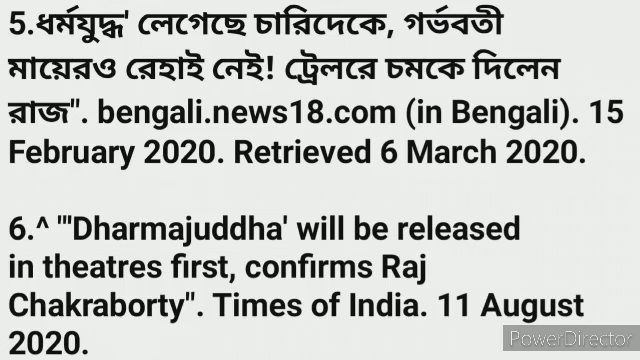 5.ধর্মযুদ্ধ' লেগেছে চারিদেকে, গর্ভবতী
মায়েরও রেহাই নেই! ট্রেলরে চমকে দিলেন
রাজ". bengali.news18.com (in Bengali). 15
February 2020. Retrieved 6 March 2020.
6.^ "'Dharmajuddha' will be released
in theatres first, confirms Raj
Chakraborty". Times of India. 11 August
2020.
PowerDirector